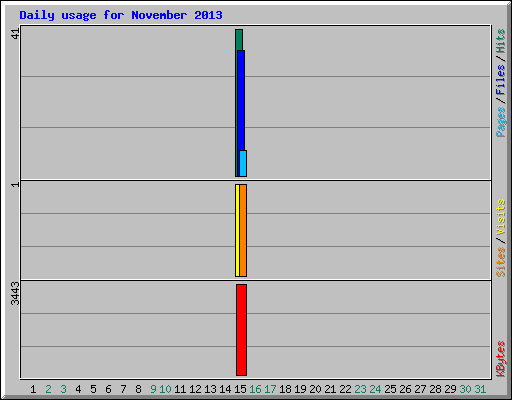 Daily usage for November 2013
41
Pages / Files / Hits
1
Sites / Visits
3443
KBytes
1 2 3 4 5 6 7 8 9 10 11 12 13 14 15 16 17 18 19 20 21 22 23 24 25 26 27 28 29 30 31